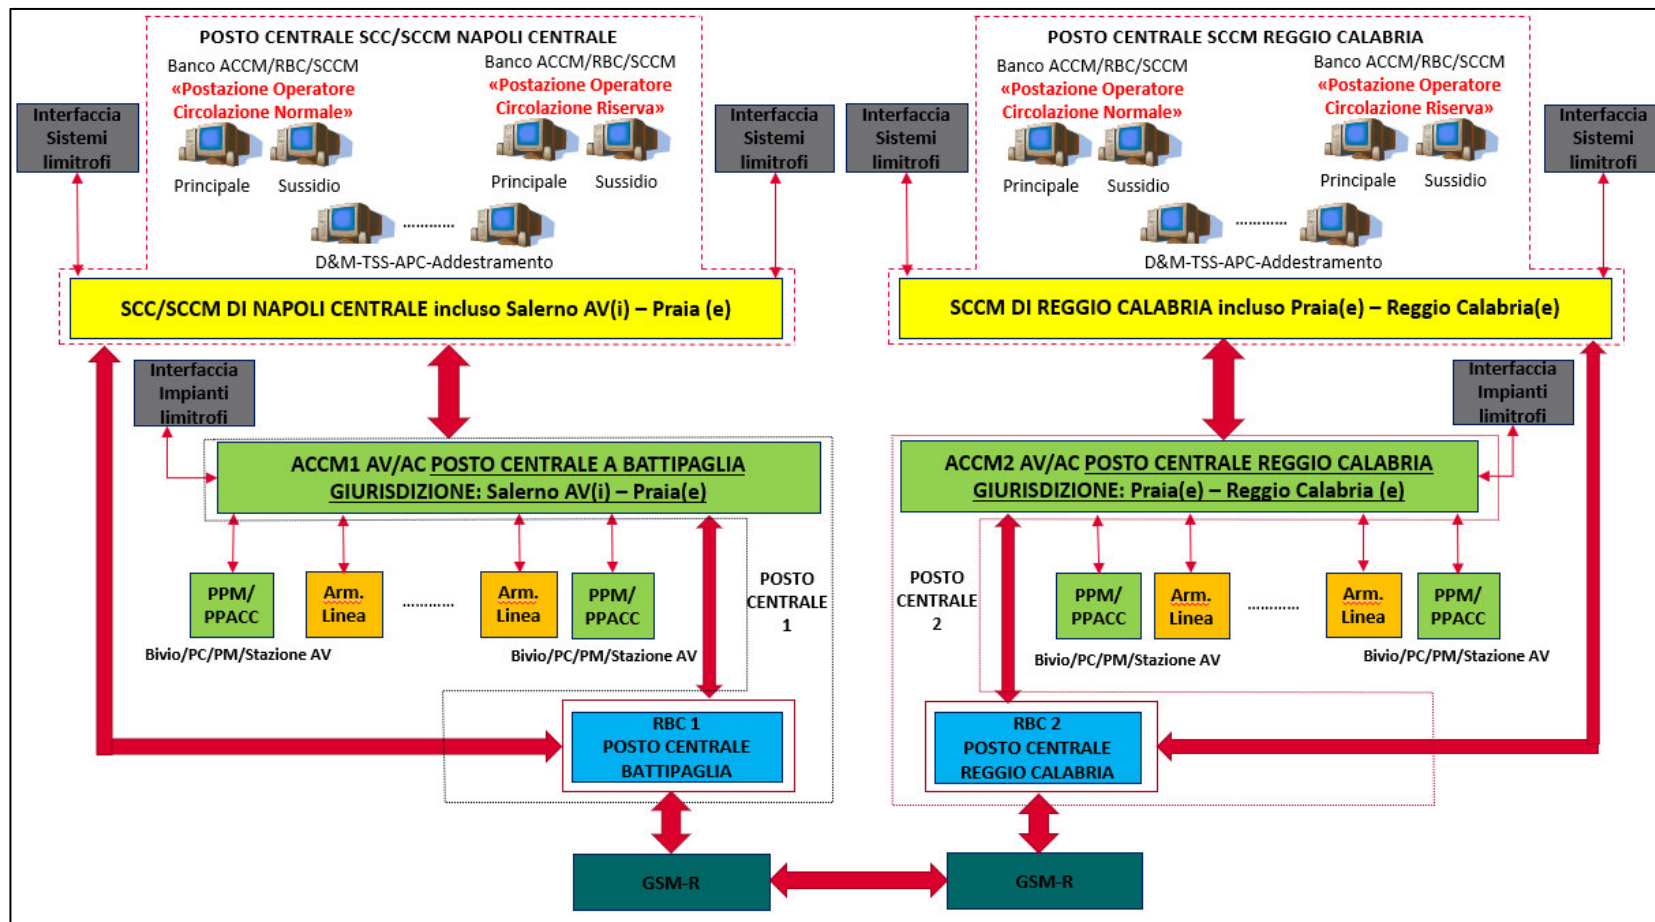 POSTO CENTRALE SCC/SCCM NAPOLI CENTRALE
Banco ACCM/RBC/SCCM
«Postazione Operatore
Circolazione Normale»
Principale
Sussidio
Banco ACCM/RBC/SCCM
«Postazione Operatore
Circolazione Riserva»
Principale
Sussidio
............
D&M-TSS-APC-Addestramento
Interfaccia
Sistemi
limitrofi
Interfaccia
Sistemi
limitrofi
SCC/SCCM DI NAPOLI CENTRALE incluso Salerno AV(i) – Praia (e)
Interfaccia
Impianti
limitrofi
ACCM1 AV/AC POSTO CENTRALE A BATTIPAGLIA
GIURISDIZIONE: Salerno AV(i) – Praia(e)
PPM/
PPACC
Arm.
Linea
............
Arm.
Linea
PPM/
PPACC
Bivio/PC/PM/Stazione AV
Bivio/PC/PM/Stazione AV
POSTO
CENTRALE
1
RBC 1
POSTO CENTRALE
BATTIPAGLIA
GSM-R
POSTO CENTRALE SCCM REGGIO CALABRIA
Banco ACCM/RBC/SCCM
«Postazione Operatore
Circolazione Normale»
Principale
Sussidio
Banco ACCM/RBC/SCCM
«Postazione Operatore
Circolazione Riserva»
Principale
Sussidio
............
D&M-TSS-APC-Addestramento
Interfaccia
Sistemi
limitrofi
Interfaccia
Sistemi
limitrofi
SCCM DI REGGIO CALABRIA incluso Praia(e) – Reggio Calabria(e)
Interfaccia
Impianti
limitrofi
ACCM2 AV/AC POSTO CENTRALE REGGIO CALABRIA
GIURISDIZIONE: Praia(e) – Reggio Calabria (e)
POSTO
CENTRALE
2
PPM/
PPACC
Arm.
Linea
............
Arm.
Linea
PPM/
PPACC
Bivio/PC/PM/Stazione AV
Bivio/PC/PM/Stazione AV
RBC 2
POSTO CENTRALE
REGGIO CALABRIA
GSM-R